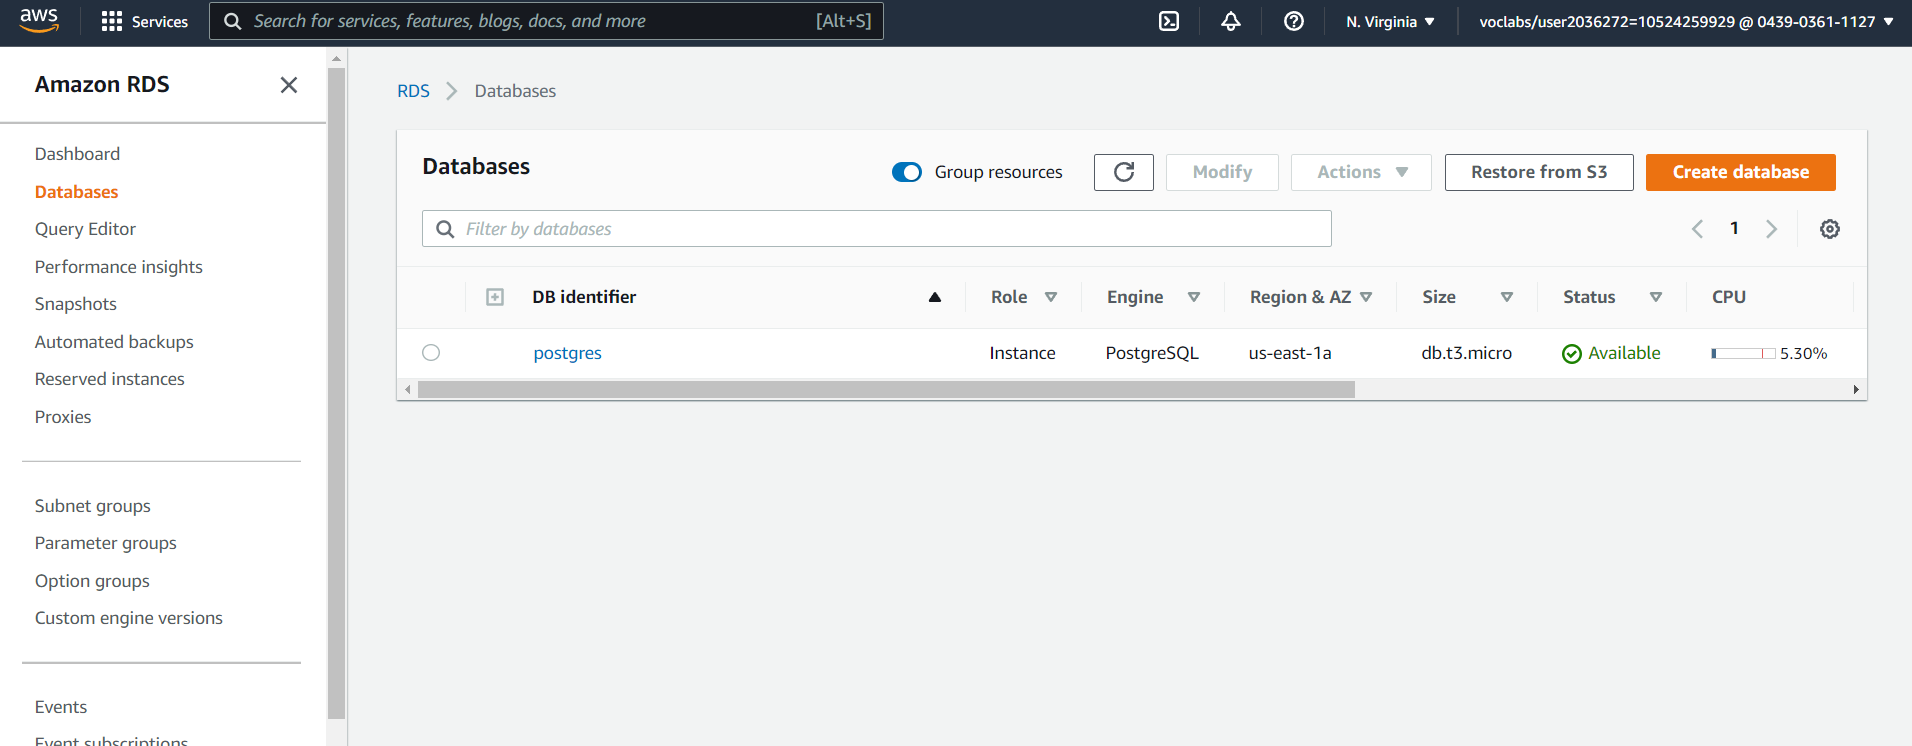 aws
Services
Search for services, features, blogs, docs, and more [Alt+S]
N. Virginia
voclabs/user2036272=10524259929 @ 0439-0361-1127
Amazon RDS
Dashboard
Databases
Query Editor
Performance insights
Snapshots
Automated backups
Reserved instances
Proxies
Subnet groups
Parameter groups
Option groups
Custom engine versions
Events
Event subscriptions
RDS Databases
Databases
Group resources
Modify
Actions
Restore from S3
Create database
Filter by databases
1
DB identifier Role Engine Region & AZ Size Status CPU
postgres Instance PostgreSQL us-east-1a db.t3.micro Available 5.30%